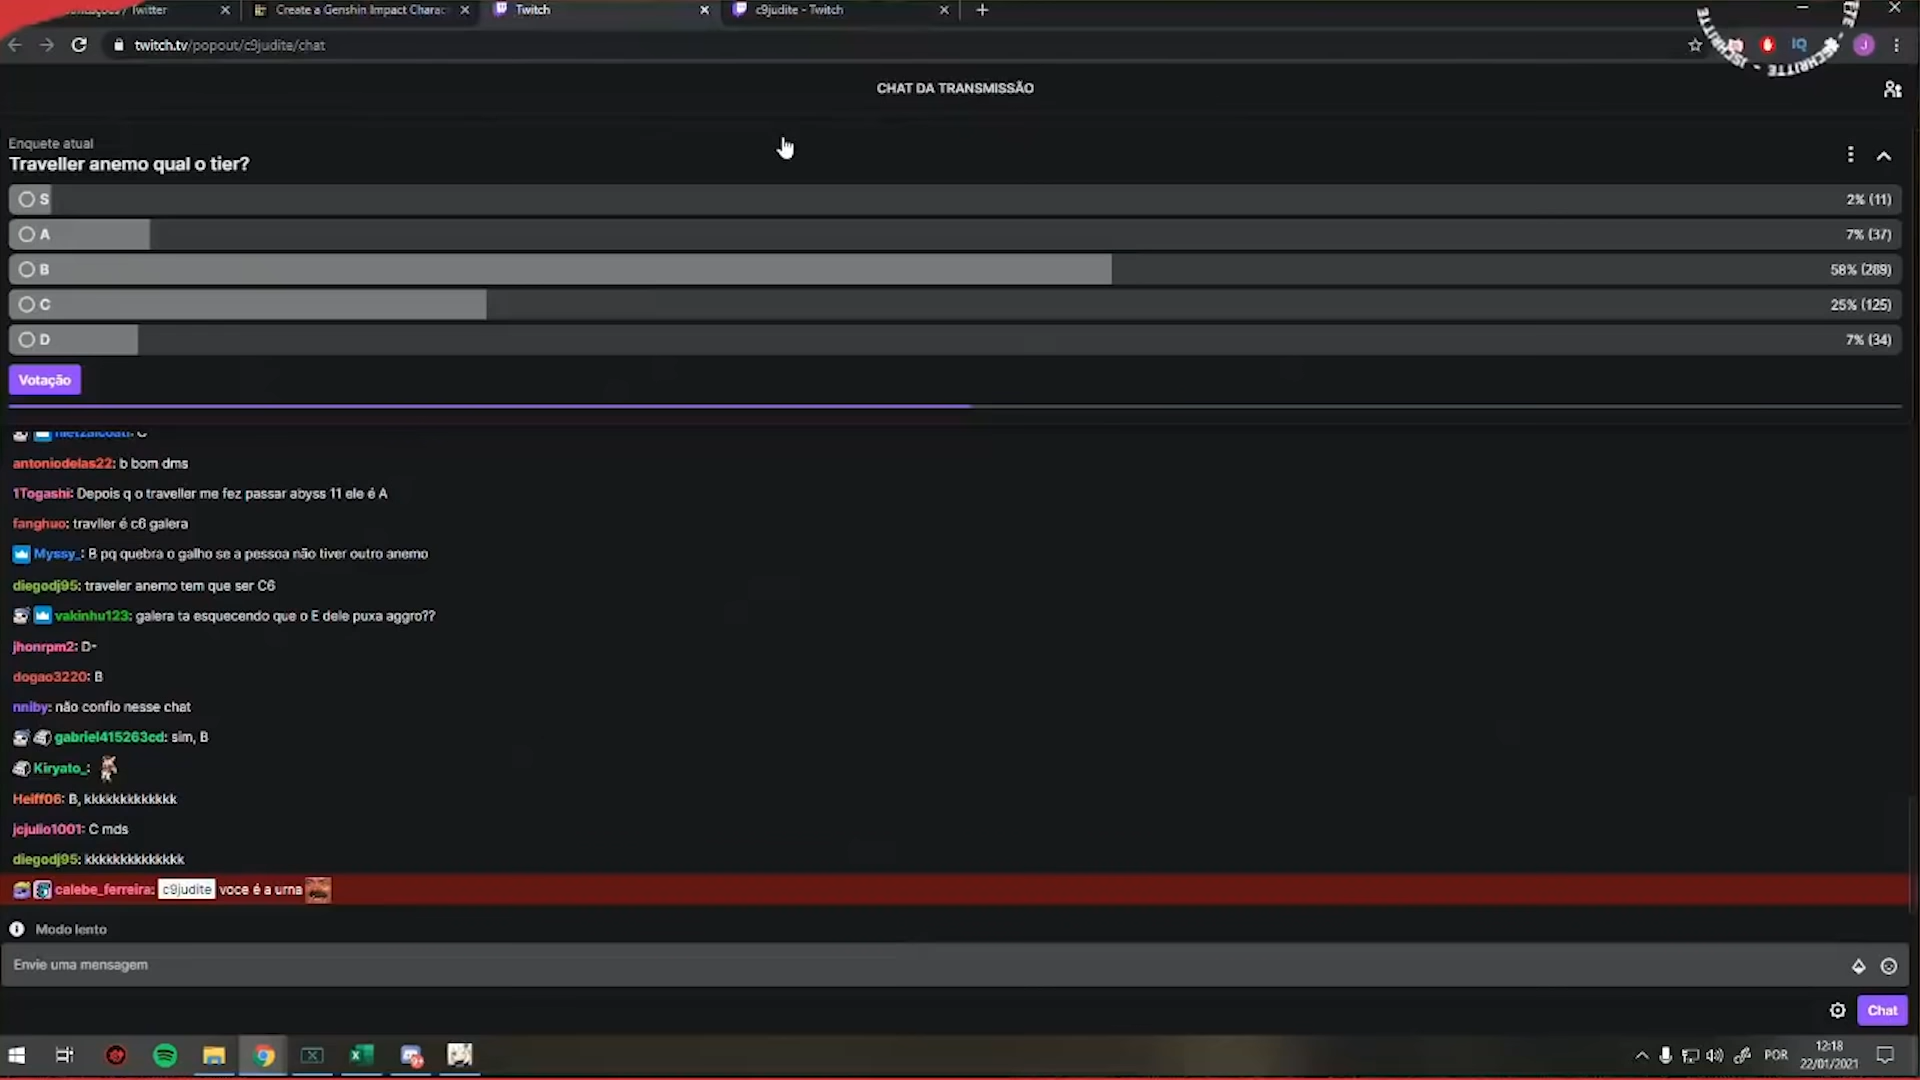 Twitter
Create a Genshin Impact Charac
Twitch
c9judite - Twitch
twitch.tv/popout/c9judite/chat
CHAT DA TRANSMISSÃO
Enquete atual
Traveller anemo qual o tier?
S 2% (11)
A 7% (37)
B 58% (289)
C 25% (125)
D 7% (34)
Votação
antoniodelas22: b bom dms
1Togashi: Depois q o traveller me fez passar abyss 11 ele é A
fanghuo: travller é c6 galera
Myssy_: B pq quebra o galho se a pessoa não tiver outro anemo
diegodj95: traveler anemo tem que ser C6
vakinhu123: galera ta esquecendo que o E dele puxa aggro??
jhonrpm2: D-
dogao3220: B
nniby: não confio nesse chat
gabriel415263cd: sim, B
Kiryato_:
Heiff06: B, kkkkkkkkkkkkk
jcjulio1001: C mds
diegodj95: kkkkkkkkkkkkkk
calebe_ferreira: c9judite voce é a urna
Modo lento
Envie uma mensagem
Chat
POR
12:18
22/01/2021